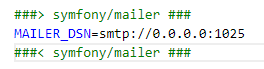 ###> symfony/mailer ###
MAILER_DSN=smtp://0.0.0.0:1025
###< symfony/mailer ###